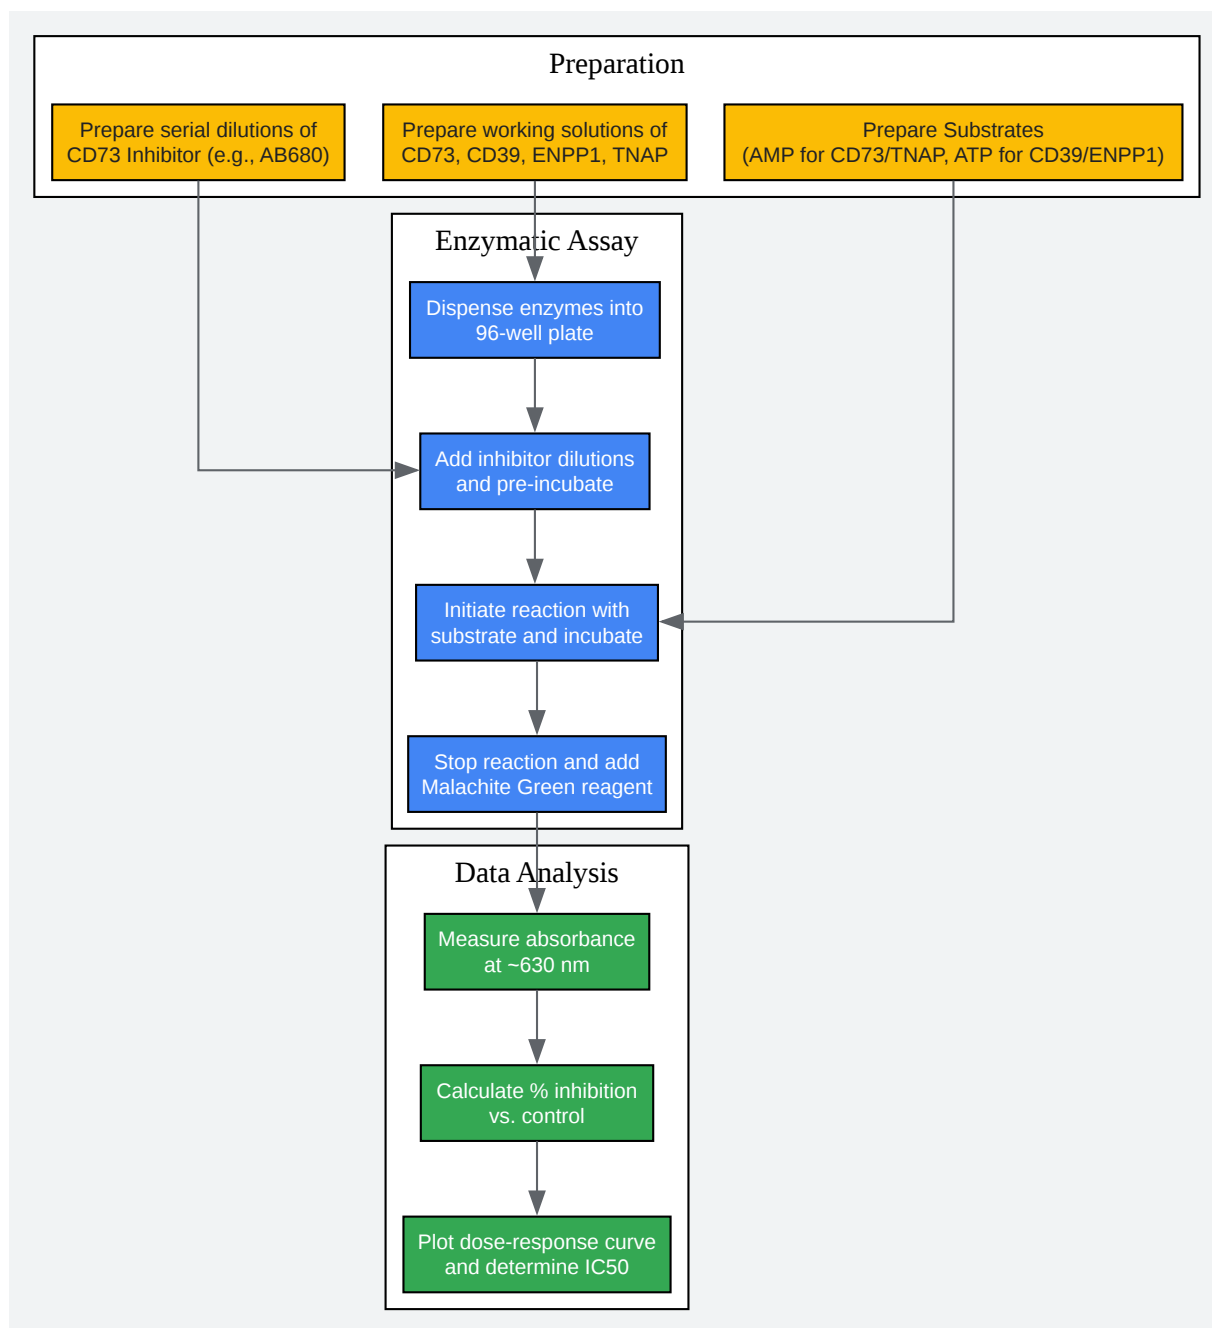 Preparation
Prepare serial dilutions of
CD73 Inhibitor (e.g., AB680)
Prepare working solutions of
CD73, CD39, ENPP1, TNAP
Prepare Substrates
(AMP for CD73/TNAP, ATP for CD39/ENPP1)
Enzymatic Assay
Dispense enzymes into
96-well plate
Add inhibitor dilutions
and pre-incubate
Initiate reaction with
substrate and incubate
Stop reaction and add
Malachite Green reagent
Data Analysis
Measure absorbance
at ~630 nm
Calculate % inhibition
vs. control
Plot dose-response curve
and determine IC50